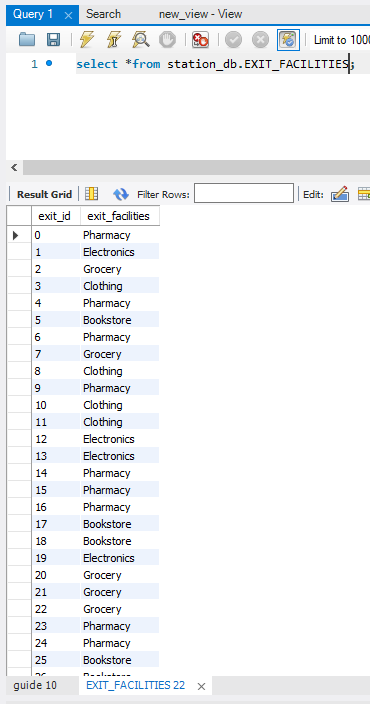 Query 1 × Search new_view - View
Limit to 1000
1 select *from station_db.EXIT_FACILITIES;
Result Grid Filter Rows: Edit:
exit_id exit_facilities
0 Pharmacy
1 Electronics
2 Grocery
3 Clothing
4 Pharmacy
5 Bookstore
6 Pharmacy
7 Grocery
8 Clothing
9 Pharmacy
10 Clothing
11 Clothing
12 Electronics
13 Electronics
14 Pharmacy
15 Pharmacy
16 Pharmacy
17 Bookstore
18 Bookstore
19 Electronics
20 Grocery
21 Grocery
22 Grocery
23 Pharmacy
24 Pharmacy
25 Bookstore
guide 10 EXIT_FACILITIES 22 ×